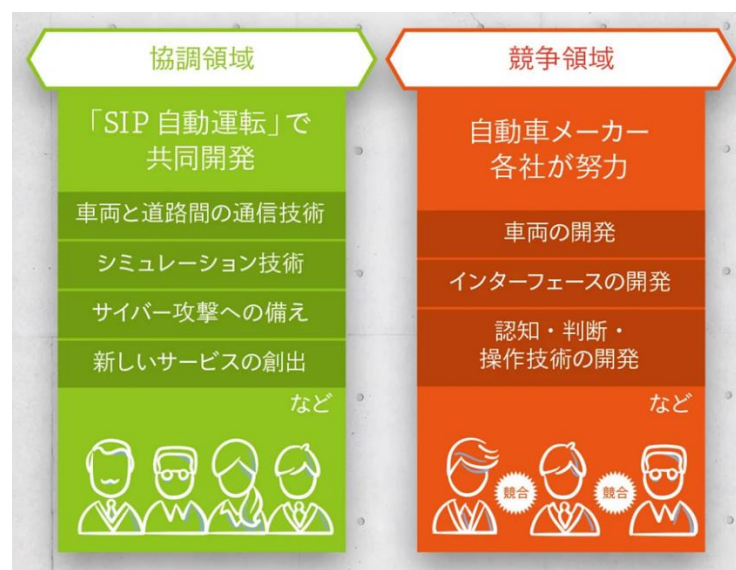 協調領域
「SIP 自動運転」で
共同開発
車両と道路間の通信技術
シミュレーション技術
サイバー攻撃への備え
新しいサービスの創出
など
競争領域
自動車メーカー
各社が努力
車両の開発
インターフェースの開発
認知・判断・
操作技術の開発
など
競合
競合